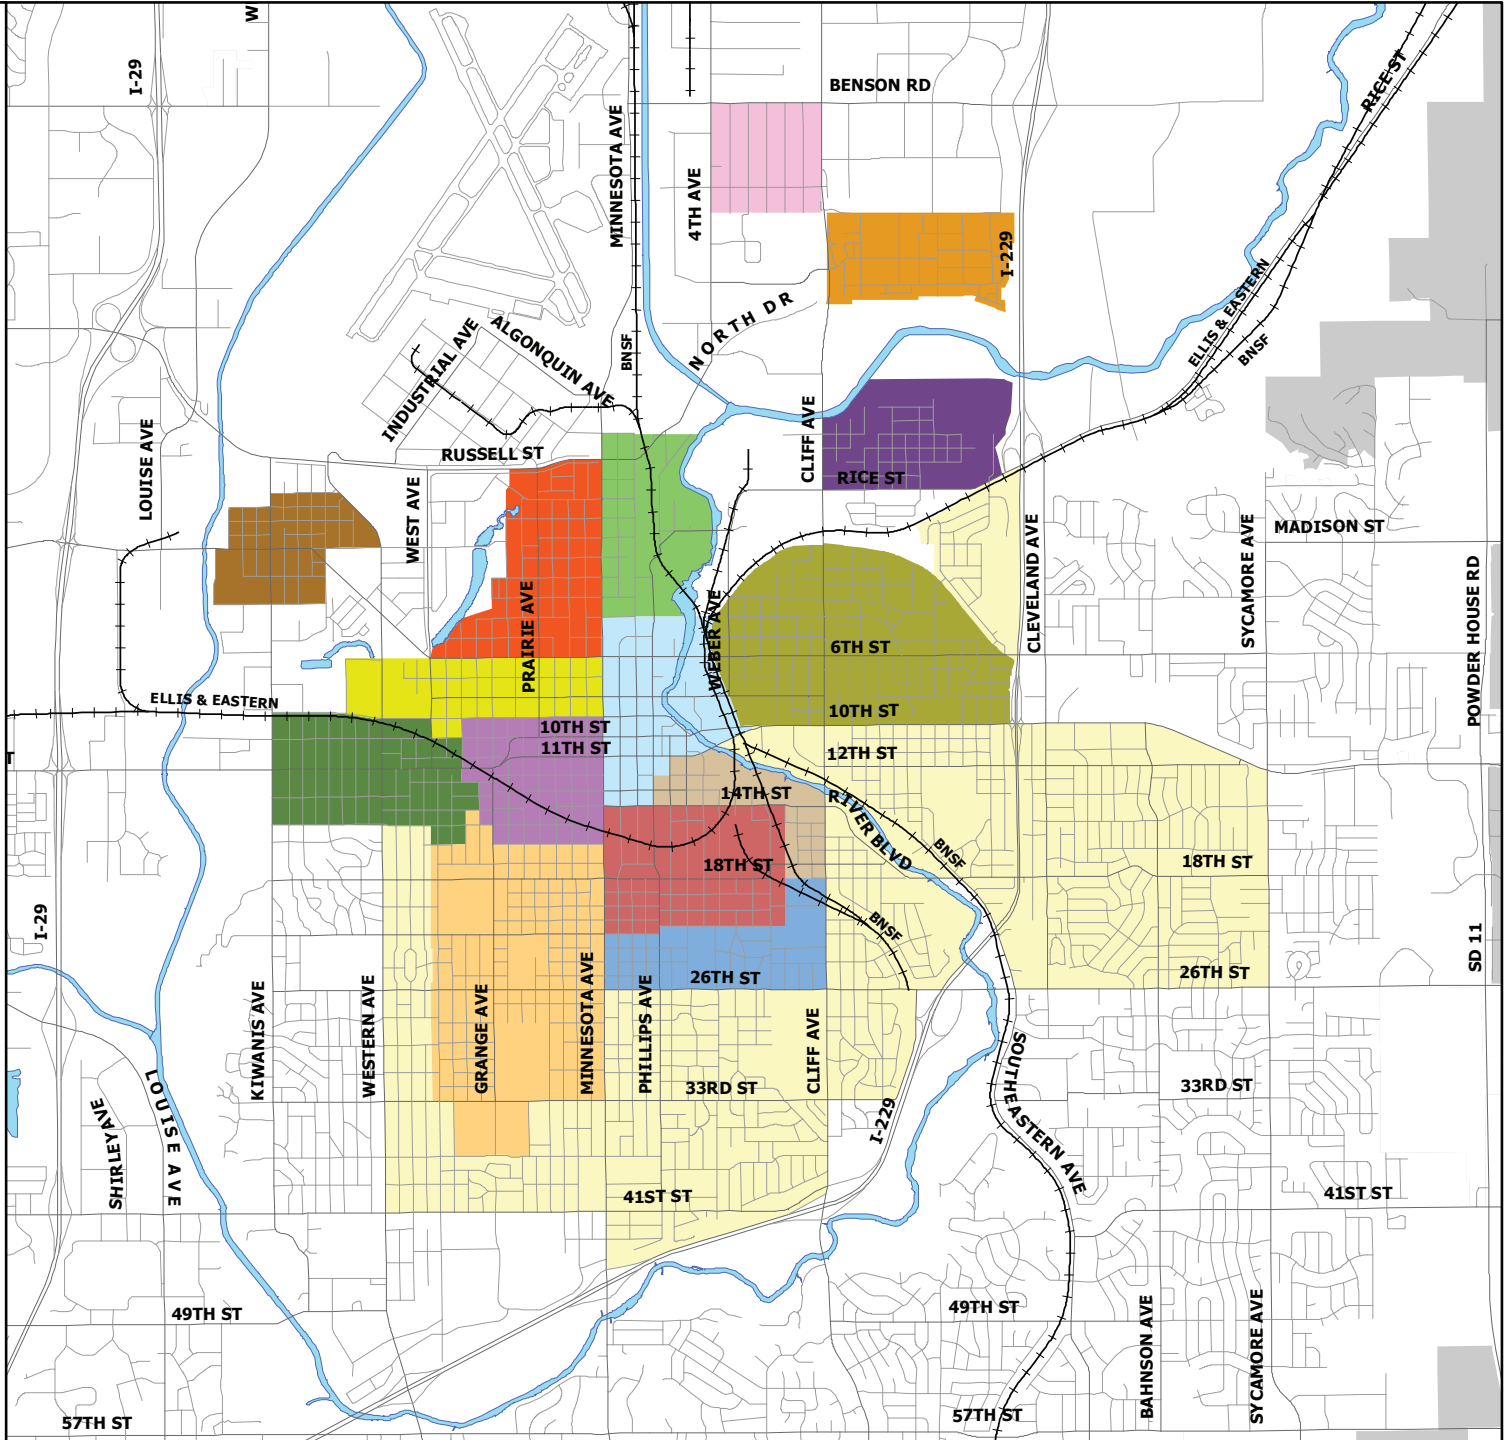 W
I-29
BENSON RD
RICE ST
MINNESOTA AVE
4TH AVE
I-229
NORTH DR
ELLIS & EASTERN
BNSF
BNSF
ALGONQUIN AVE
INDUSTRIAL AVE
RUSSELL ST
LOUISE AVE
WEST AVE
CLIFF AVE
RICE ST
MADISON ST
CLEVELAND AVE
SYCAMORE AVE
POWDER HOUSE RD
PRAIRIE AVE
WEBER AVE
6TH ST
ELLIS & EASTERN
10TH ST
10TH ST
11TH ST
12TH ST
T
14TH ST
RIVER BLVD
BNSF
18TH ST
18TH ST
I-29
BNSF
SD 11
26TH ST
26TH ST
KIWANIS AVE
WESTERN AVE
GRANGE AVE
MINNESOTA AVE
PHILLIPS AVE
CLIFF AVE
33RD ST
33RD ST
SOUTHEASTERN AVE
I-229
SHIRLEY AVE
LOUISE AVE
41ST ST
41ST ST
49TH ST
49TH ST
BAHNSON AVE
SYCAMORE AVE
57TH ST
57TH ST